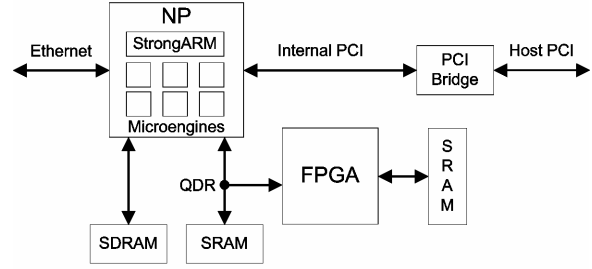 NP
StrongARM
Ethernet
Internal PCI
PCI
Bridge
Host PCI
Microengines
QDR
FPGA
S
R
A
M
SDRAM
SRAM